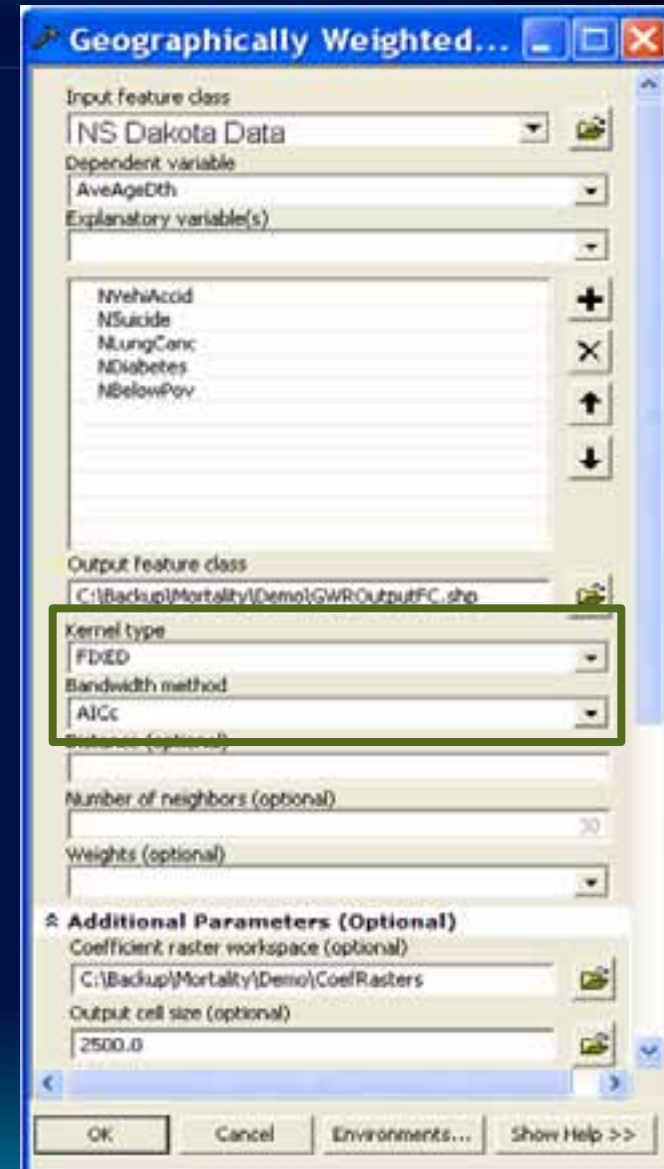 Geographically Weighted...
Input feature class
NS Dakota Data
Dependent variable
AveAgeDth
Explanatory variable(s)
NVehiAccid
NSuicide
NLungCanc
NDiabetes
NBelowPov
Output feature class
C:\Backup\Mortality\Demo\GWROutputFC.shp
Kernel type
FIXED
Bandwidth method
AICc
Distance (optional)
Number of neighbors (optional)
30
Weights (optional)
Additional Parameters (Optional)
Coefficient raster workspace (optional)
C:\Backup\Mortality\Demo\CoefRasters
Output cell size (optional)
2500.0
OK Cancel Environments... Show Help >>